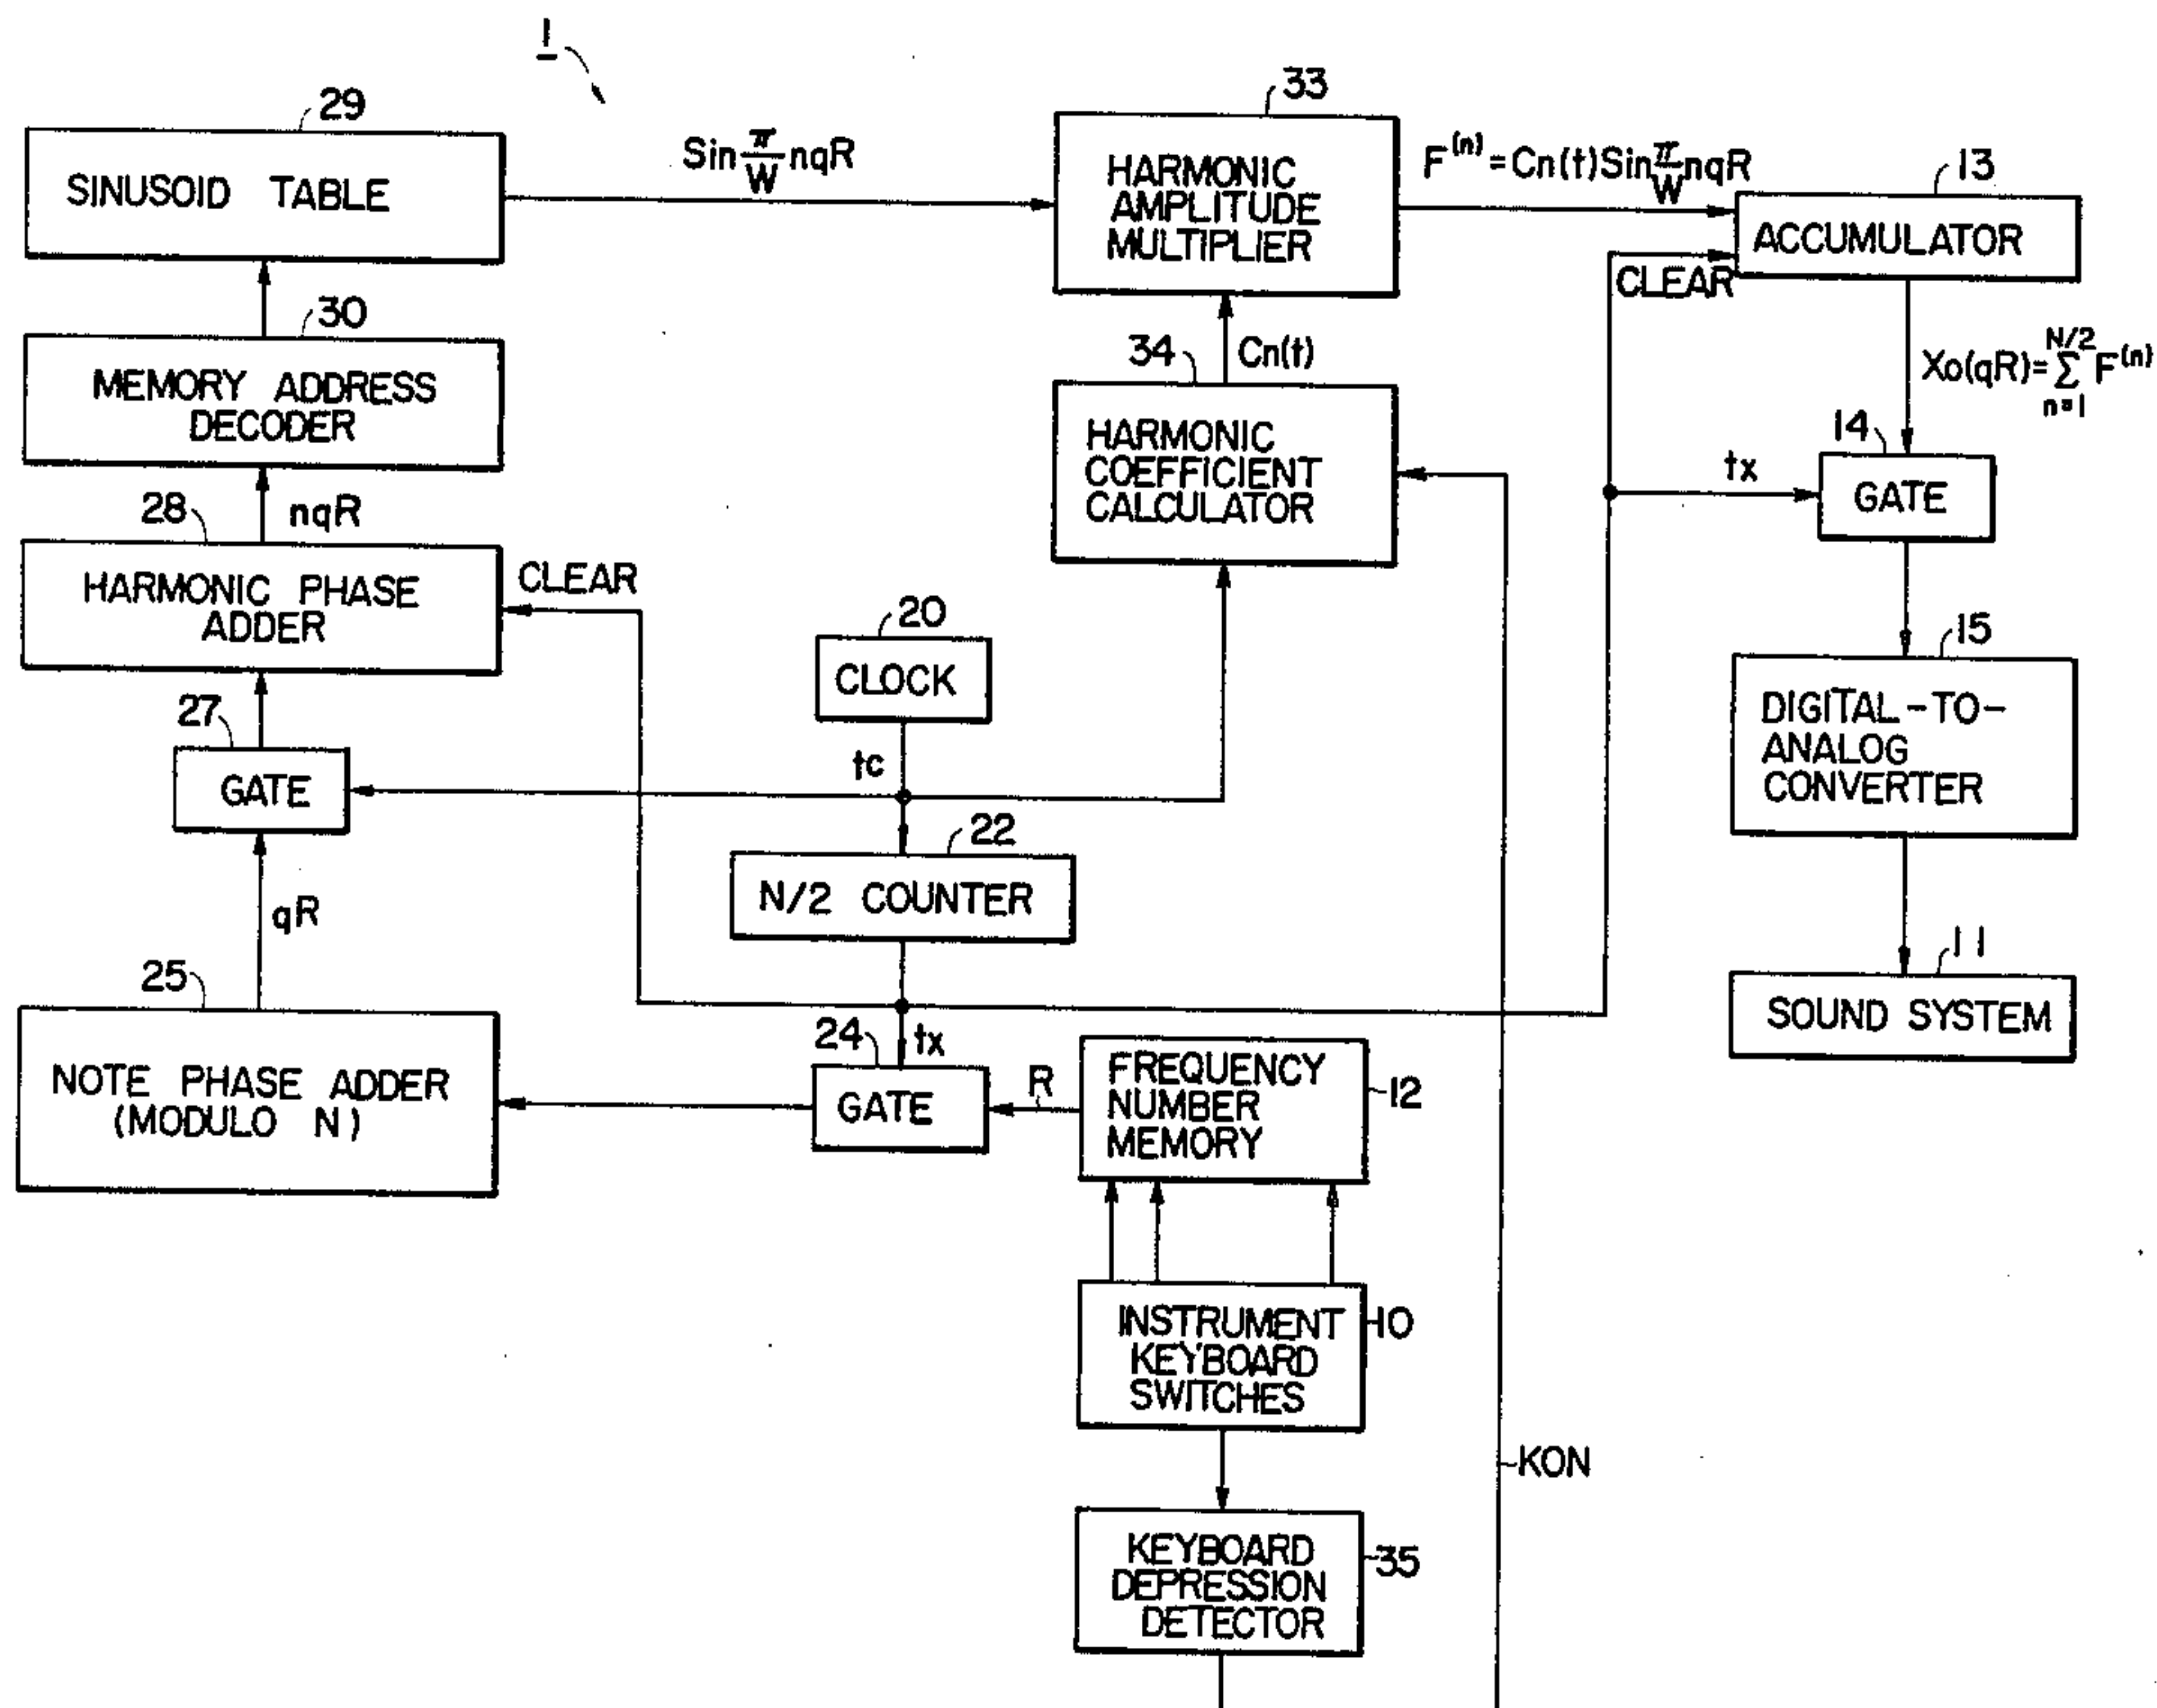 1
29
SINUSOID TABLE
Sin π/W nqR
33
HARMONIC
AMPLITUDE
MULTIPLIER
F⁽ⁿ⁾=Cn(t)Sin π/W nqR
13
ACCUMULATOR
CLEAR
30
MEMORY ADDRESS
DECODER
34
Cn(t)
HARMONIC
COEFFICIENT
CALCULATOR
N/2
Xo(qR)=Σ F⁽ⁿ⁾
n=1
14
tx
GATE
28
nqR
HARMONIC PHASE
ADDER
CLEAR
20
CLOCK
tc
15
DIGITAL-TO-
ANALOG
CONVERTER
27
GATE
22
N/2 COUNTER
qR
25
NOTE PHASE ADDER
(MODULO N)
24
tx
GATE
R
FREQUENCY
NUMBER
MEMORY
12
11
SOUND SYSTEM
INSTRUMENT
KEYBOARD
SWITCHES
10
KON
KEYBOARD
DEPRESSION
DETECTOR
35